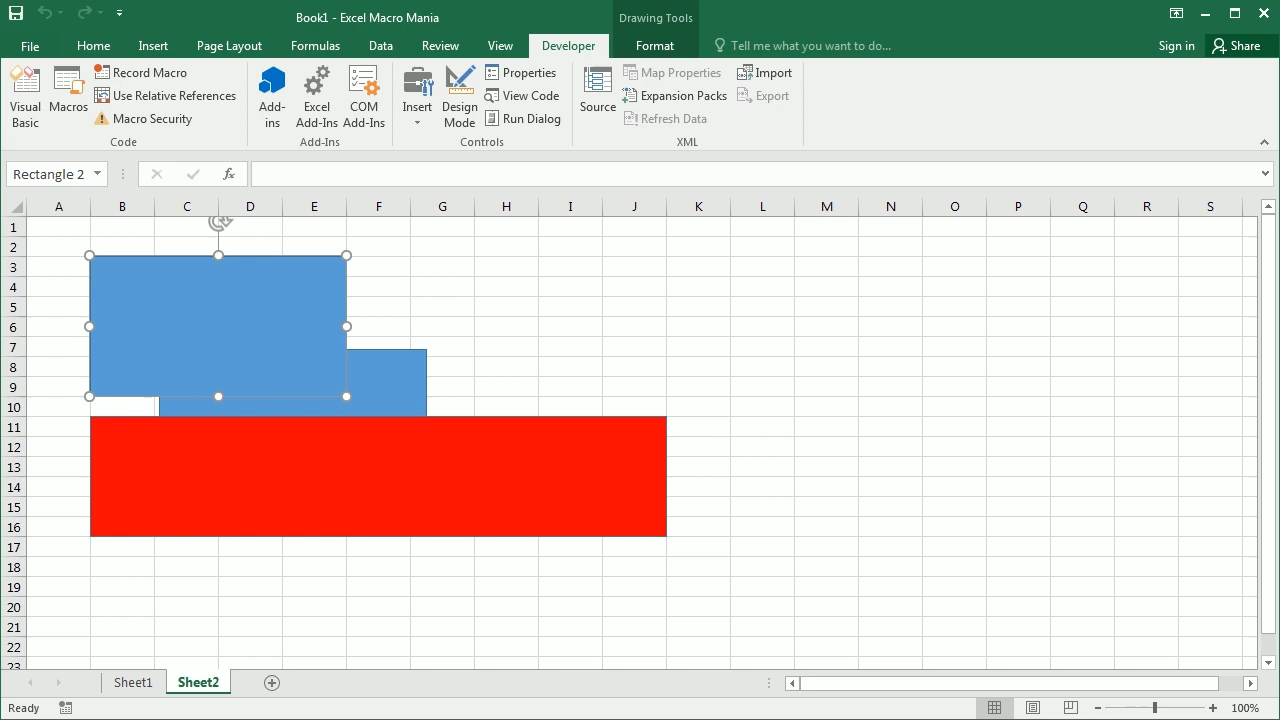 Book1 - Excel Macro Mania
Drawing Tools
File Home Insert Page Layout Formulas Data Review View Developer Format Tell me what you want to do... Sign in Share
Visual Basic
Macros
Record Macro
Use Relative References
Macro Security
Code
Add-ins
Excel Add-Ins
COM Add-Ins
Add-Ins
Insert
Design Mode
Properties
View Code
Run Dialog
Controls
Source
Map Properties
Expansion Packs
Refresh Data
Import
Export
XML
Rectangle 2
fx
A B C D E F G H I J K L M N O P Q R S
1
2
3
4
5
6
7
8
9
10
11
12
13
14
15
16
17
18
19
20
21
22
23
Sheet1 Sheet2
Ready
100%